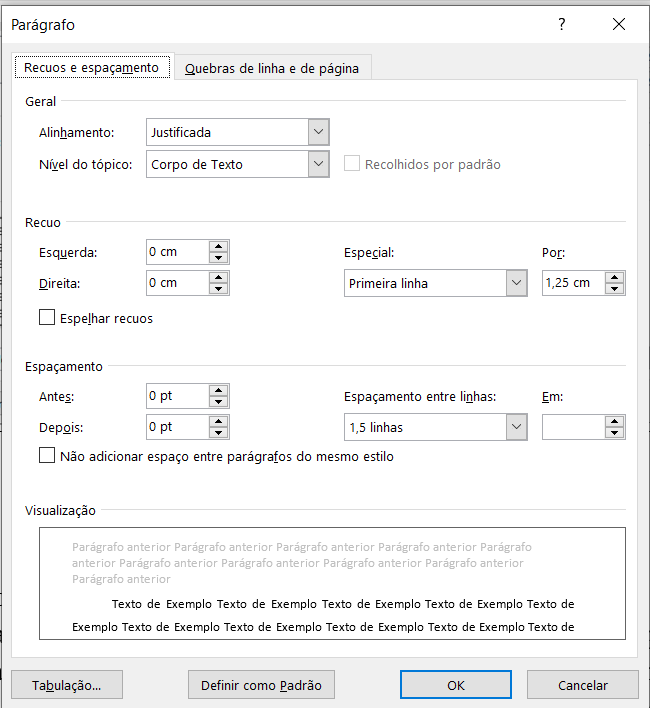 Parágrafo ? ×
Recuos e espaçamento Quebras de linha e de página
Geral
Alinhamento: Justificada
Nível do tópico: Corpo de Texto Recolhidos por padrão
Recuo
Esquerda: 0 cm Especial: Por:
Direita: 0 cm Primeira linha 1,25 cm
Espelhar recuos
Espaçamento
Antes: 0 pt Espaçamento entre linhas: Em:
Depois: 0 pt 1,5 linhas
Não adicionar espaço entre parágrafos do mesmo estilo
Visualização
Parágrafo anterior Parágrafo anterior Parágrafo anterior Parágrafo anterior Parágrafo
anterior Parágrafo anterior Parágrafo anterior Parágrafo anterior Parágrafo anterior
Parágrafo anterior
Texto de Exemplo Texto de Exemplo Texto de Exemplo Texto de Exemplo Texto de
Exemplo Texto de Exemplo Texto de Exemplo Texto de Exemplo Texto de Exemplo Texto de
Tabulação... Definir como Padrão OK Cancelar